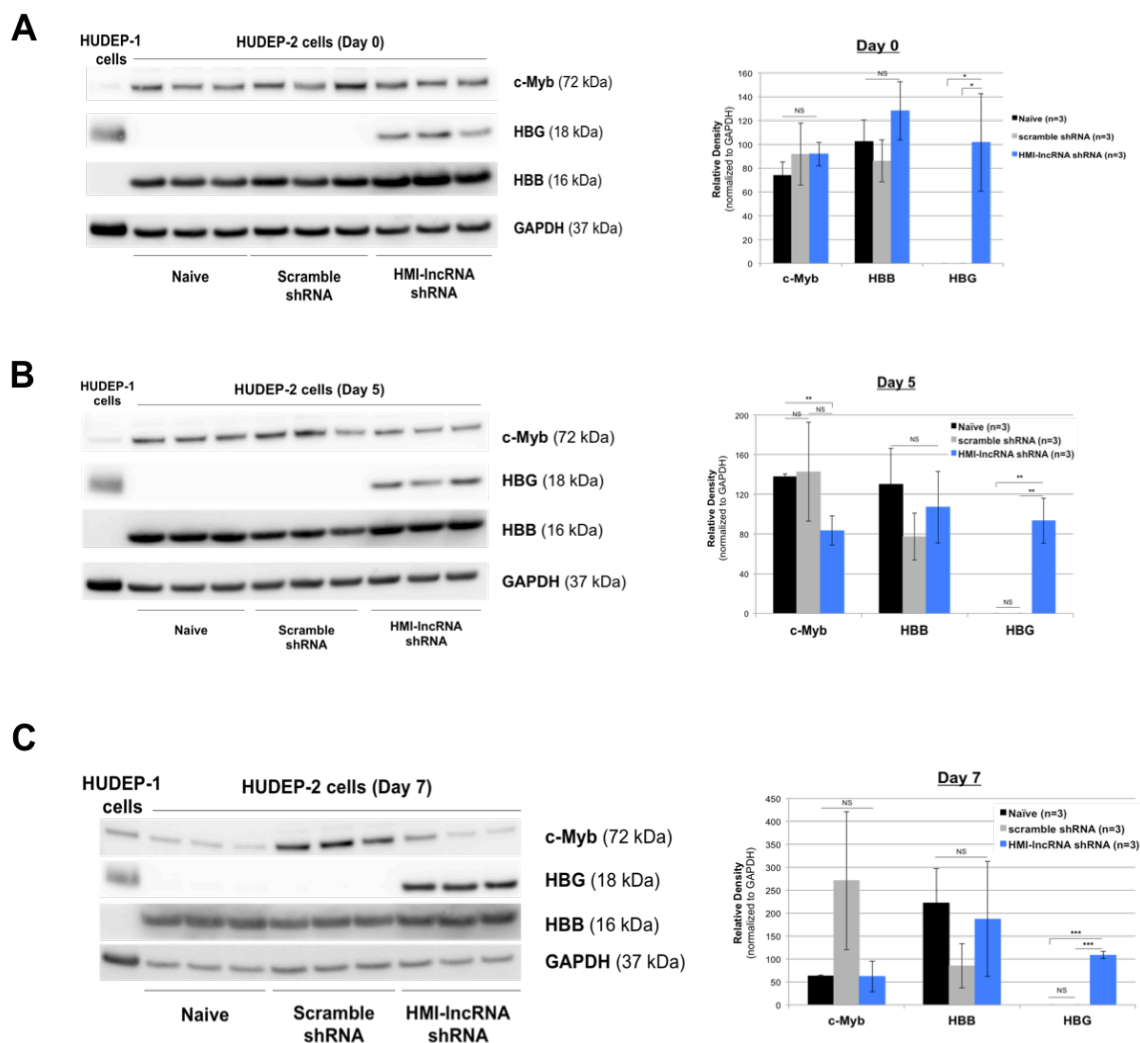 A
HUDEP-1
cells
HUDEP-2 cells (Day 0)
c-Myb (72 kDa)
HBG (18 kDa)
HBB (16 kDa)
GAPDH (37 kDa)
Naive
Scramble
shRNA
HMI-lncRNA
shRNA
Day 0
Relative Density
(normalized to GAPDH)
160
140
120
100
80
60
40
20
0
NS
NS
*
*
c-Myb
HBB
HBG
Naïve (n=3)
scramble shRNA (n=3)
HMI-lncRNA shRNA (n=3)
B
HUDEP-1
cells
HUDEP-2 cells (Day 5)
c-Myb (72 kDa)
HBG (18 kDa)
HBB (16 kDa)
GAPDH (37 kDa)
Naive
Scramble
shRNA
HMI-lncRNA
shRNA
Day 5
Relative Density
(normalized to GAPDH)
200
160
120
80
40
0
**
NS
NS
NS
**
**
NS
c-Myb
HBB
HBG
Naïve (n=3)
scramble shRNA (n=3)
HMI-lncRNA shRNA (n=3)
C
HUDEP-1
cells
HUDEP-2 cells (Day 7)
c-Myb (72 kDa)
HBG (18 kDa)
HBB (16 kDa)
GAPDH (37 kDa)
Naive
Scramble
shRNA
HMI-lncRNA
shRNA
Day 7
Relative Density
(normalized to GAPDH)
450
400
350
300
250
200
150
100
50
0
NS
NS
***
***
NS
c-Myb
HBB
HBG
Naïve (n=3)
scramble shRNA (n=3)
HMI-lncRNA shRNA (n=3)